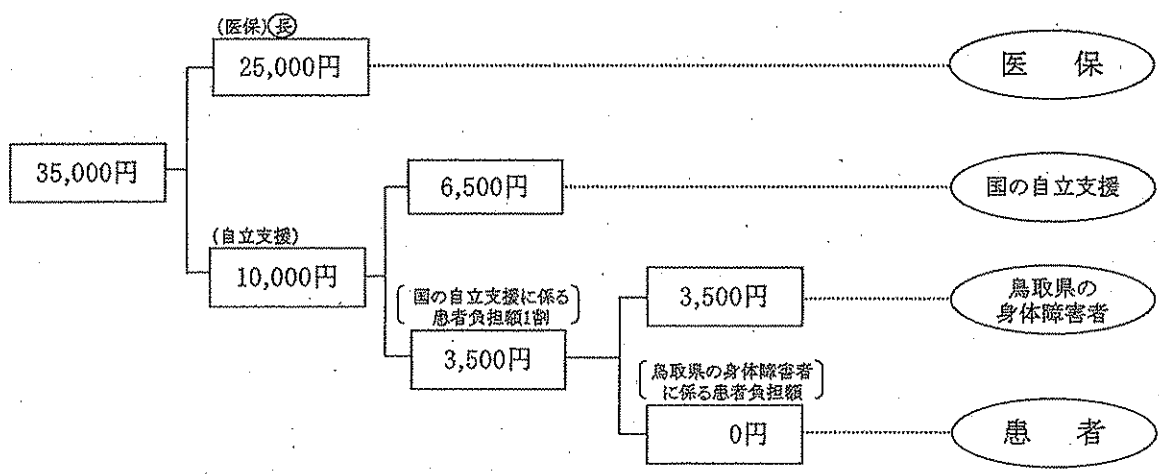 (医保)長
25,000円
医 保
35,000円
6,500円
国の自立支援
(自立支援)
10,000円
国の自立支援に係る
患者負担額1割
3,500円
3,500円
鳥取県の
身体障害者
鳥取県の身体障害者
に係る患者負担額
0円
患 者